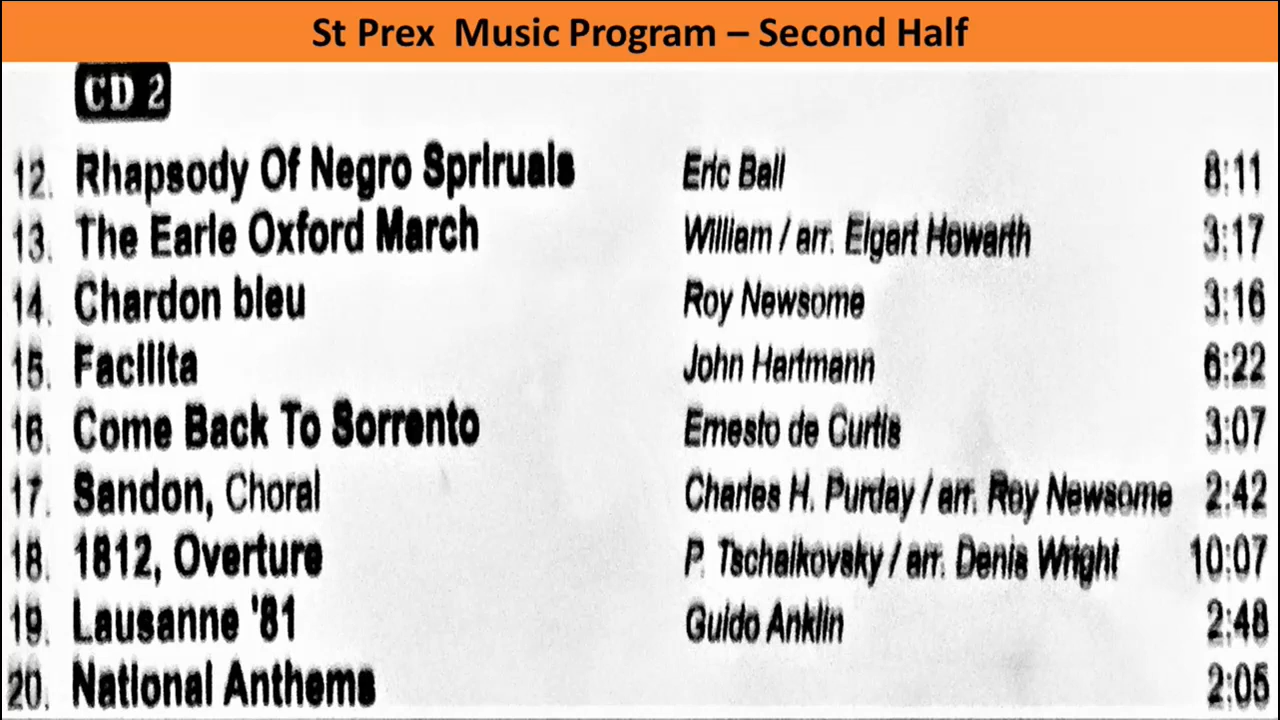 St Prex Music Program – Second Half
CD 2
12. Rhapsody Of Negro Spriruals Eric Ball 8:11
13. The Earle Oxford March William / arr. Elgart Howarth 3:17
14. Chardon bleu Roy Newsome 3:16
15. Facilita John Hartmann 6:22
16. Come Back To Sorrento Ernesto de Curtis 3:07
17. Sandon, Choral Charles H. Purday / arr. Roy Newsome 2:42
18. 1812, Overture P. Tschaikovsky / arr. Denis Wright 10:07
19. Lausanne '81 Guido Anklin 2:48
20. National Anthems 2:05